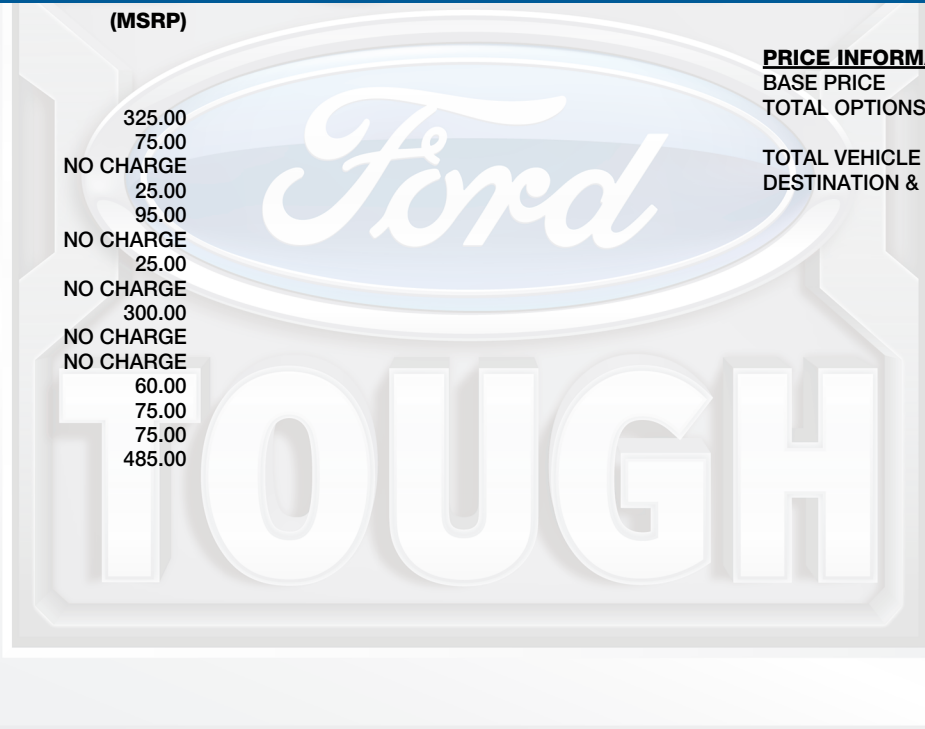 (MSRP)
325.00
75.00
NO CHARGE
25.00
95.00
NO CHARGE
25.00
NO CHARGE
300.00
NO CHARGE
NO CHARGE
60.00
75.00
75.00
485.00
PRICE INFORMA
BASE PRICE
TOTAL OPTIONS
TOTAL VEHICLE
DESTINATION &
Ford
TOUGH